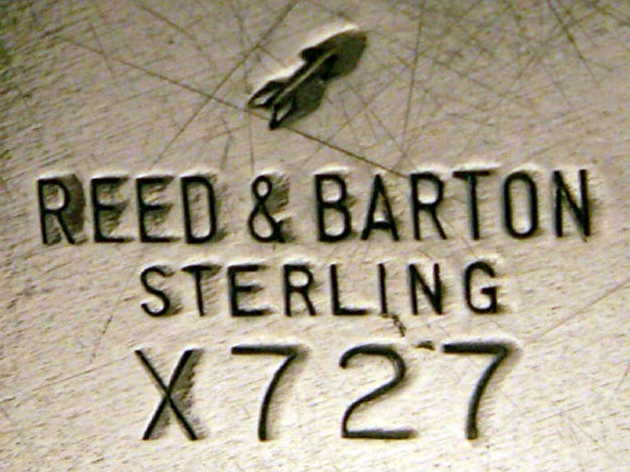 REED & BARTON
STERLING
X727